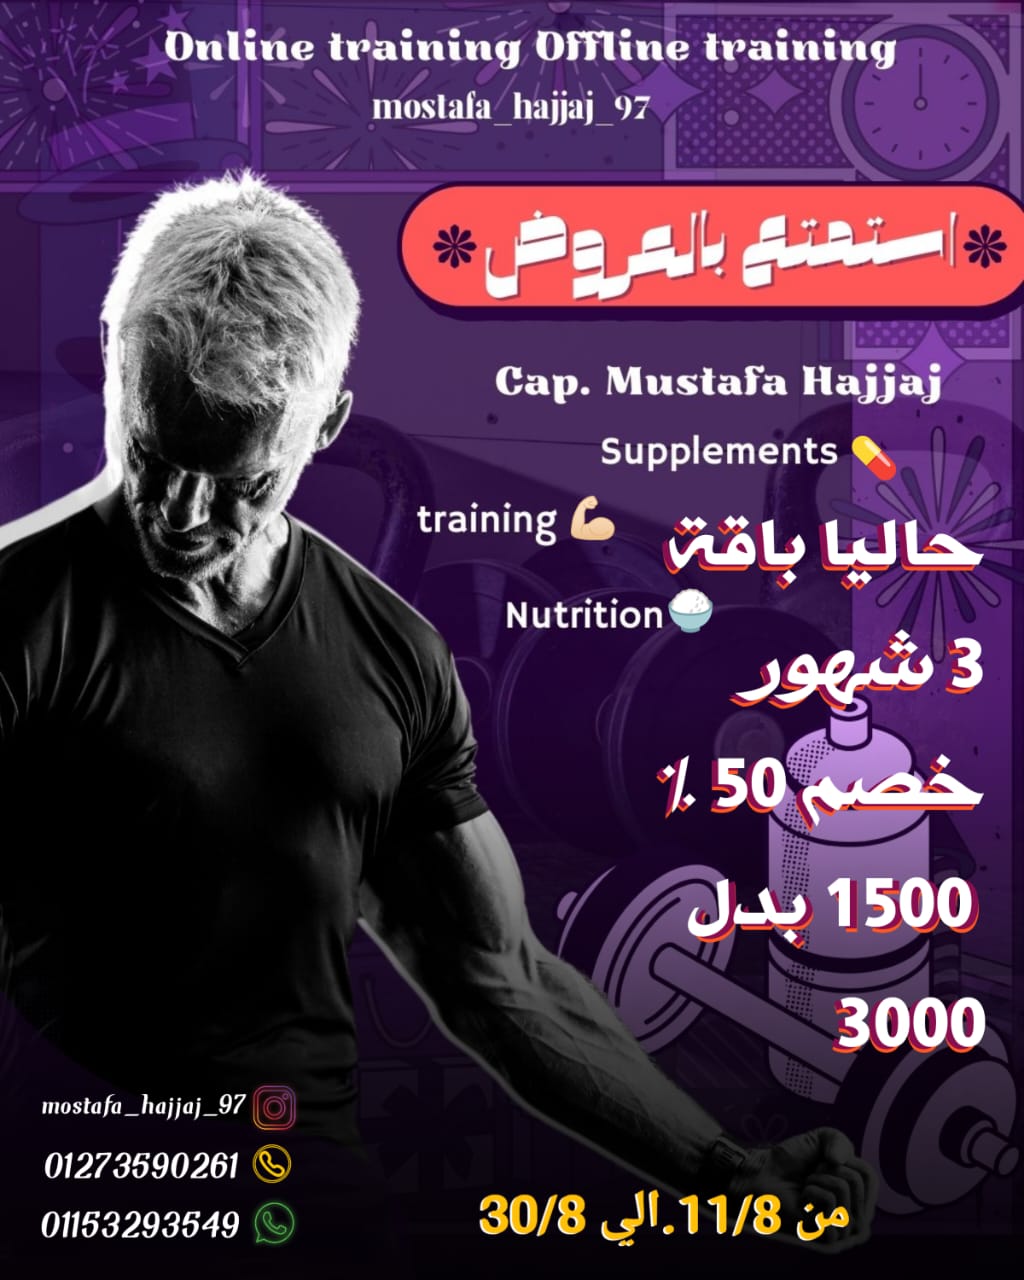 Online training Offline training
mostafa_hajjaj_97
استمتع بالعروض
Cap. Mustafa Hajjaj
Supplements 💊
training 💪🏻
حاليا باقة
Nutrition🍚
3 شهور
خصم 50 ٪
1500 بدل
3000
mostafa_hajjaj_97
01273590261
01153293549
من 11/8.الي 30/8